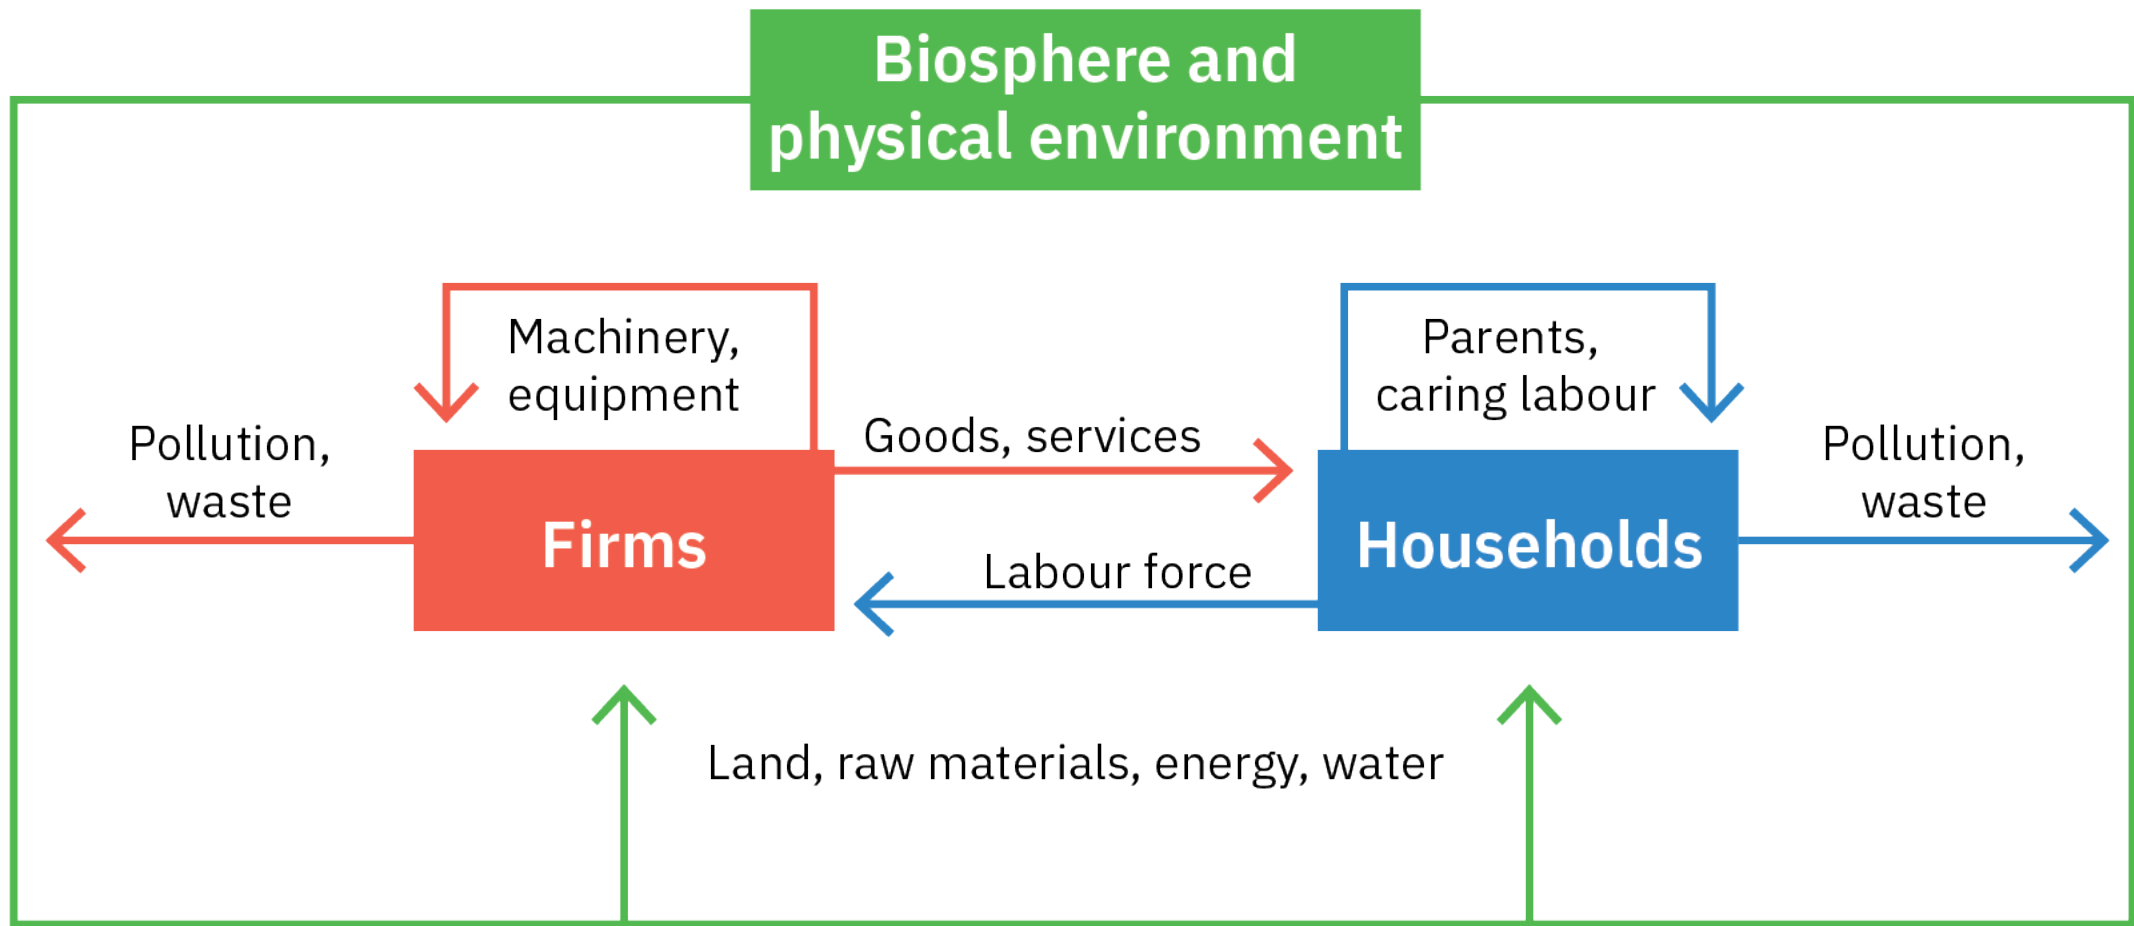 Biosphere and
physical environment
Machinery,
equipment
Parents,
caring labour
Pollution,
waste
Goods, services
Pollution,
waste
Firms
Households
Labour force
Land, raw materials, energy, water